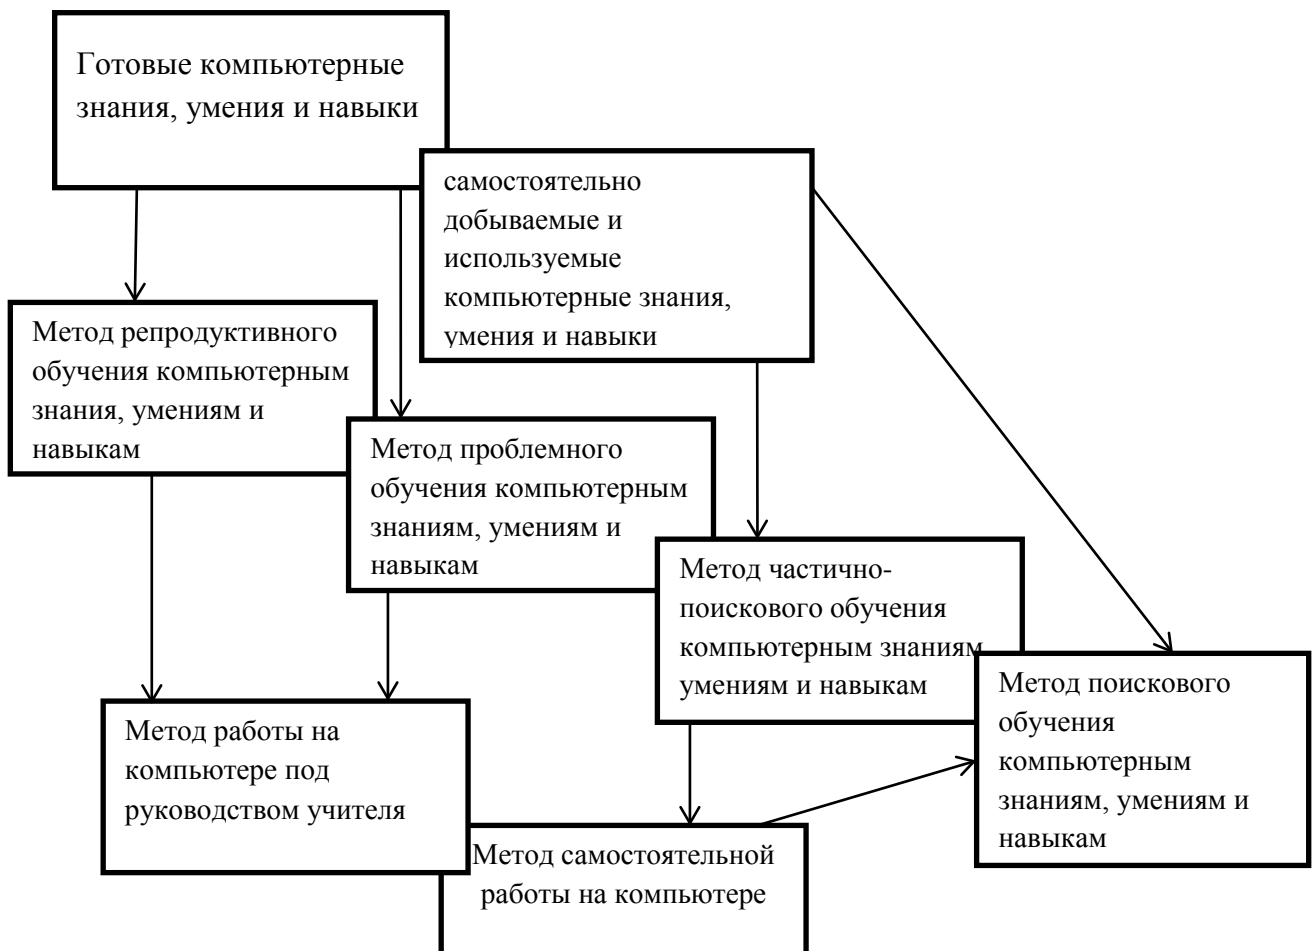 Готовые компьютерные
знания, умения и навыки
самостоятельно
добываемые и
используемые
компьютерные знания,
умения и навыки
Метод репродуктивного
обучения компьютерным
знания, умениям и
навыкам
Метод проблемного
обучения компьютерным
знаниям, умениям и
навыкам
Метод частично-
поискового обучения
компьютерным знаниям
умениям и навыкам
Метод поискового
обучения
компьютерным
знаниям, умениям и
навыкам
Метод работы на
компьютере под
руководством учителя
Метод самостоятельной
работы на компьютере